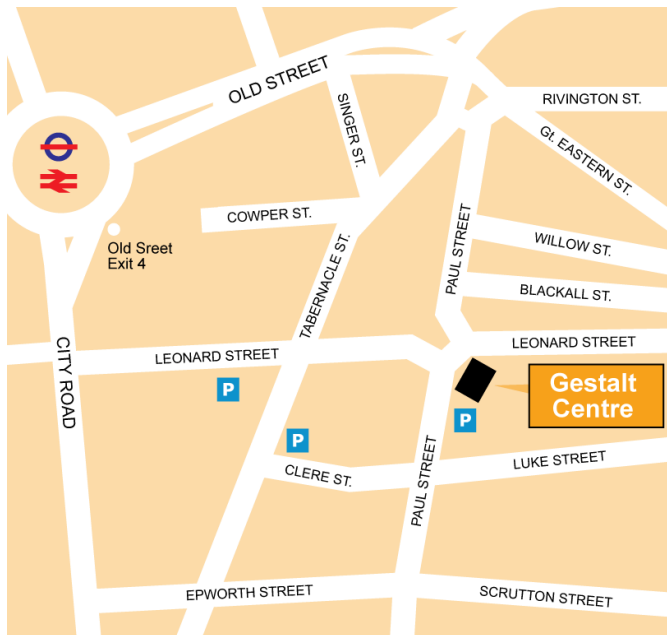 OLD STREET
RIVINGTON ST.
SINGER ST.
Gt. EASTERN ST.
COWPER ST.
Old Sreet
Exit 4
TABERNACLE ST.
PAUL STREET
WILLOW ST.
BLACKALL ST.
CITY ROAD
LEONARD STREET
LEONARD STREET
Gestalt
Centre
P
P
P
CLERE ST.
PAUL STREET
LUKE STREET
EPWORTH STREET
SCRUTTON STREET